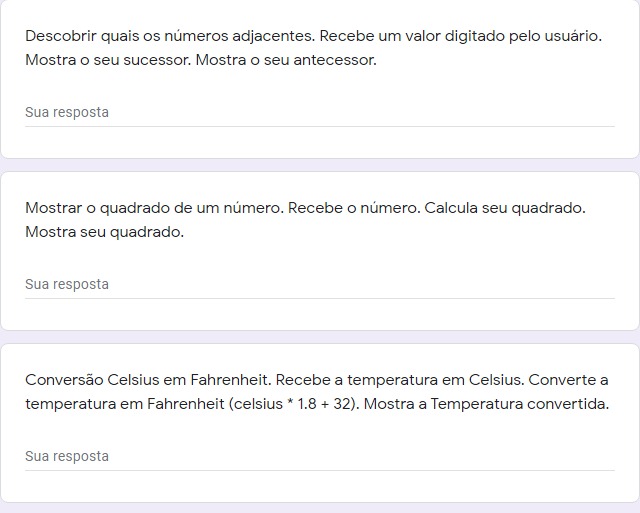 Descobrir quais os números adjacentes. Recebe um valor digitado pelo usuário.
Mostra o seu sucessor. Mostra o seu antecessor.
Sua resposta
Mostrar o quadrado de um número. Recebe o número. Calcula seu quadrado.
Mostra seu quadrado.
Sua resposta
Conversão Celsius em Fahrenheit. Recebe a temperatura em Celsius. Converte a
temperatura em Fahrenheit (celsius * 1.8 + 32). Mostra a Temperatura convertida.
Sua resposta